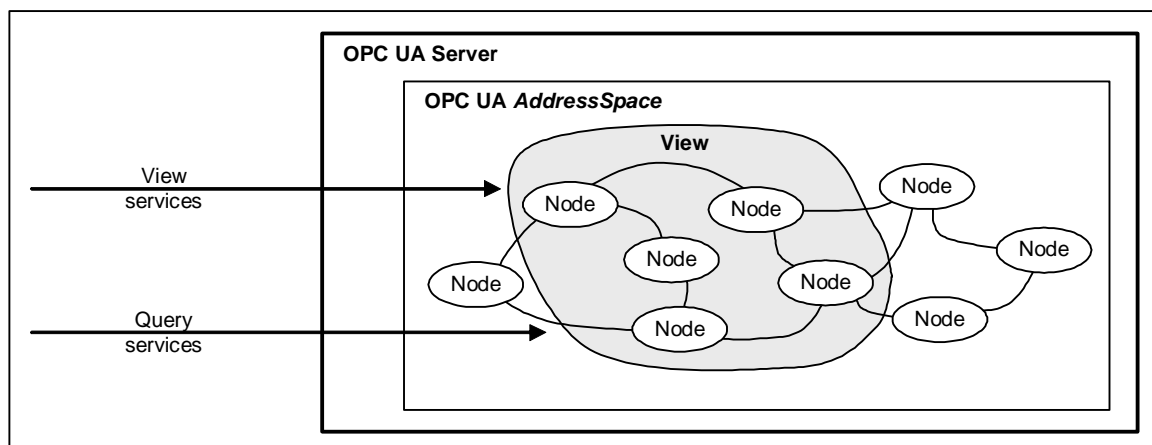 OPC UA Server
OPC UA AddressSpace
View
View
services
Node
Node
Node
Node
Node
Node
Node
Node
Query
services
Node
Node